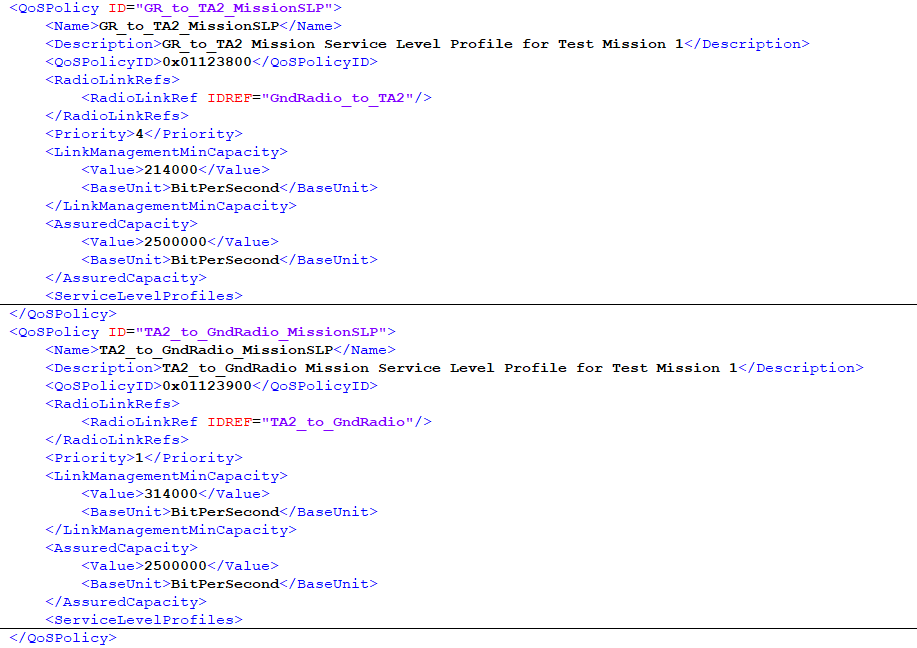 <QoSPolicy ID="GR_to_TA2_MissionSLP">
<Name>GR_to_TA2_MissionSLP</Name>
<Description>GR_to_TA2 Mission Service Level Profile for Test Mission 1</Description>
<QoSPolicyID>0x01123800</QoSPolicyID>
<RadioLinkRefs>
<RadioLinkRef IDREF="GndRadio_to_TA2"/>
</RadioLinkRefs>
<Priority>4</Priority>
<LinkManagementMinCapacity>
<Value>214000</Value>
<BaseUnit>BitPerSecond</BaseUnit>
</LinkManagementMinCapacity>
<AssuredCapacity>
<Value>2500000</Value>
<BaseUnit>BitPerSecond</BaseUnit>
</AssuredCapacity>
<ServiceLevelProfiles>
</QoSPolicy>
<QoSPolicy ID="TA2_to_GndRadio_MissionSLP">
<Name>TA2_to_GndRadio_MissionSLP</Name>
<Description>TA2_to_GndRadio Mission Service Level Profile for Test Mission 1</Description>
<QoSPolicyID>0x01123900</QoSPolicyID>
<RadioLinkRefs>
<RadioLinkRef IDREF="TA2_to_GndRadio"/>
</RadioLinkRefs>
<Priority>1</Priority>
<LinkManagementMinCapacity>
<Value>314000</Value>
<BaseUnit>BitPerSecond</BaseUnit>
</LinkManagementMinCapacity>
<AssuredCapacity>
<Value>2500000</Value>
<BaseUnit>BitPerSecond</BaseUnit>
</AssuredCapacity>
<ServiceLevelProfiles>
</QoSPolicy>